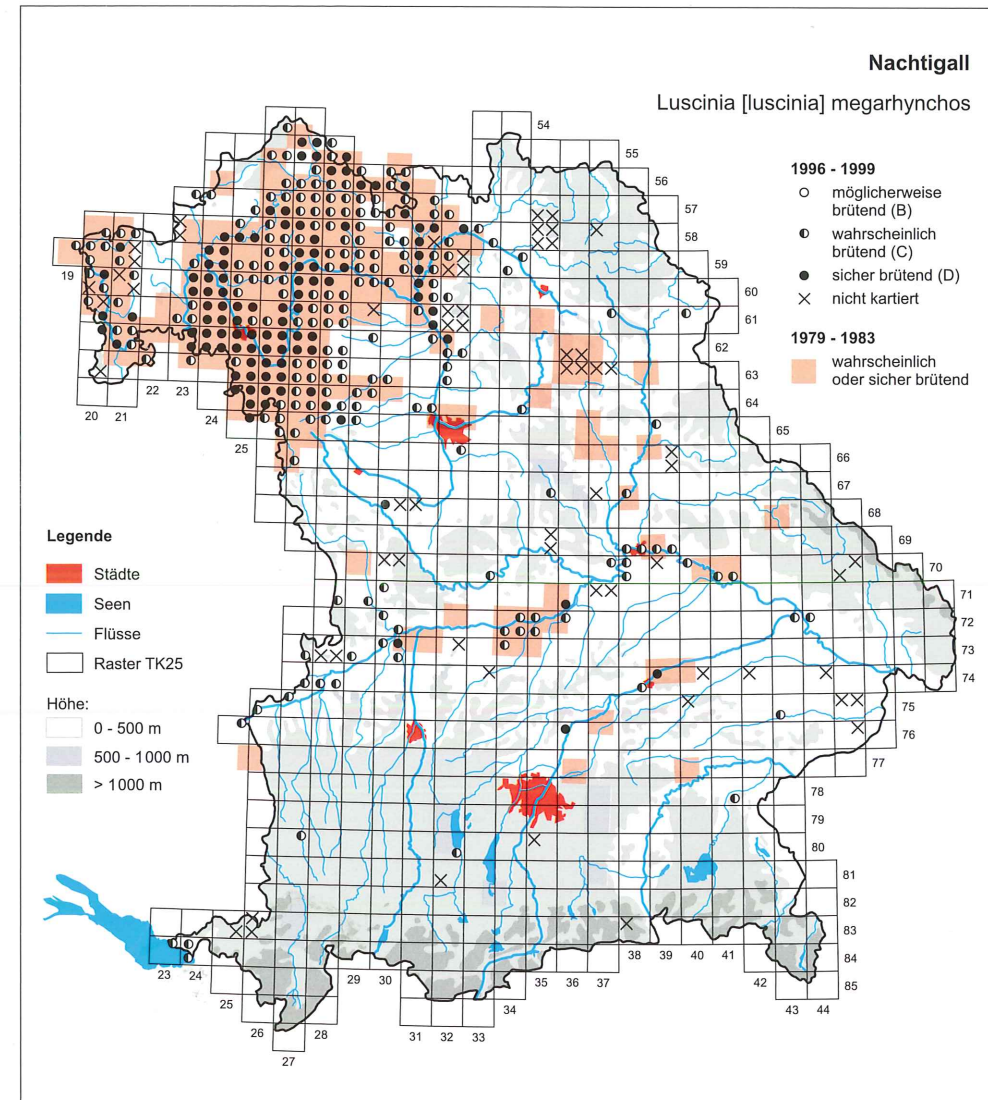 Nachtigall
Luscinia [luscinia] megarhynchos
1996 - 1999
möglicherweise
brütend (B)
wahrscheinlich
brütend (C)
sicher brütend (D)
nicht kartiert
1979 - 1983
wahrscheinlich
oder sicher brütend
54
55
56
57
58
59
60
61
62
63
64
65
66
67
68
69
70
71
72
73
74
75
76
77
78
79
80
81
82
83
84
85
19
20
21
22
23
24
25
Legende
Städte
Seen
Flüsse
Raster TK25
Höhe:
0 - 500 m
500 - 1000 m
> 1000 m
23
24
25
26
27
28
29
30
31
32
33
34
35
36
37
38
39
40
41
42
43
44